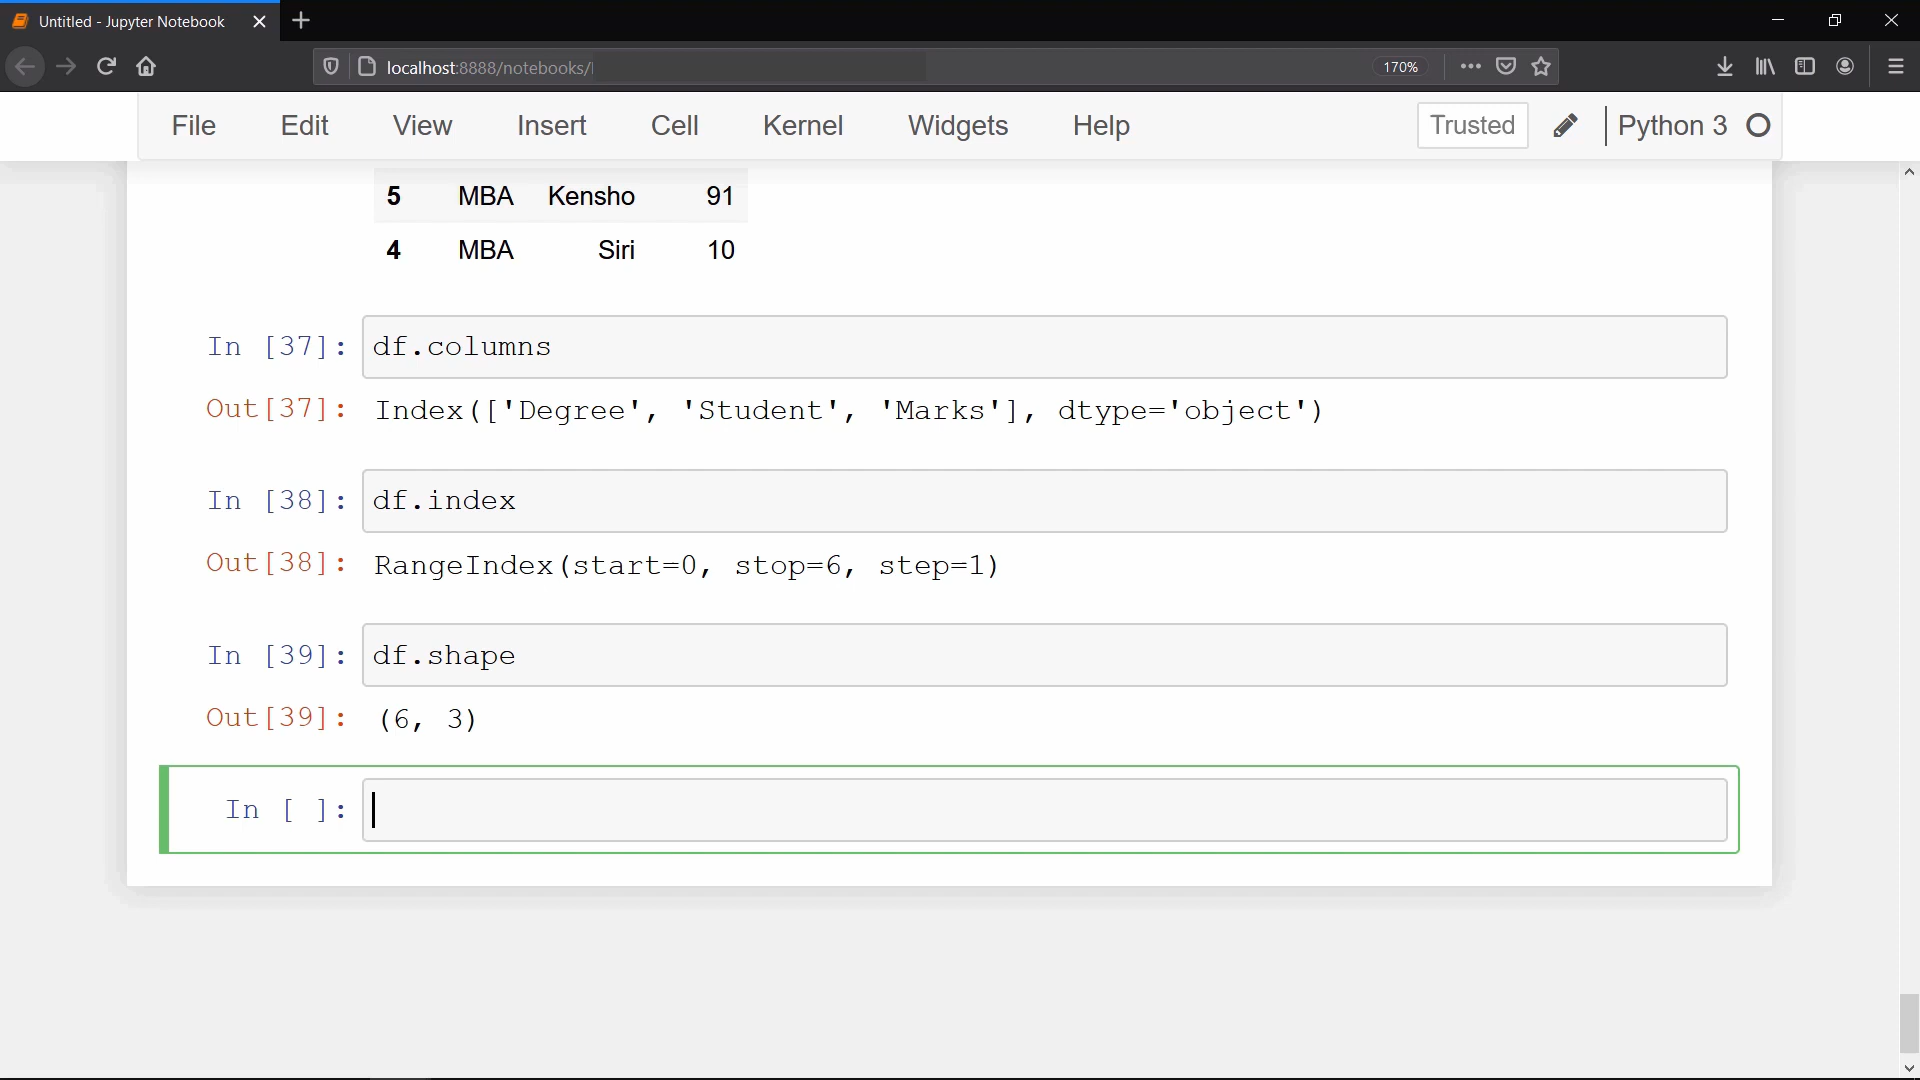 Untitled - Jupyter Notebook
localhost:8888/notebooks/
170%
File Edit View Insert Cell Kernel Widgets Help Trusted Python 3
5 MBA Kensho 91
4 MBA Siri 10
In [37]: df.columns
Out[37]: Index(['Degree', 'Student', 'Marks'], dtype='object')
In [38]: df.index
Out[38]: RangeIndex(start=0, stop=6, step=1)
In [39]: df.shape
Out[39]: (6, 3)
In [ ]: